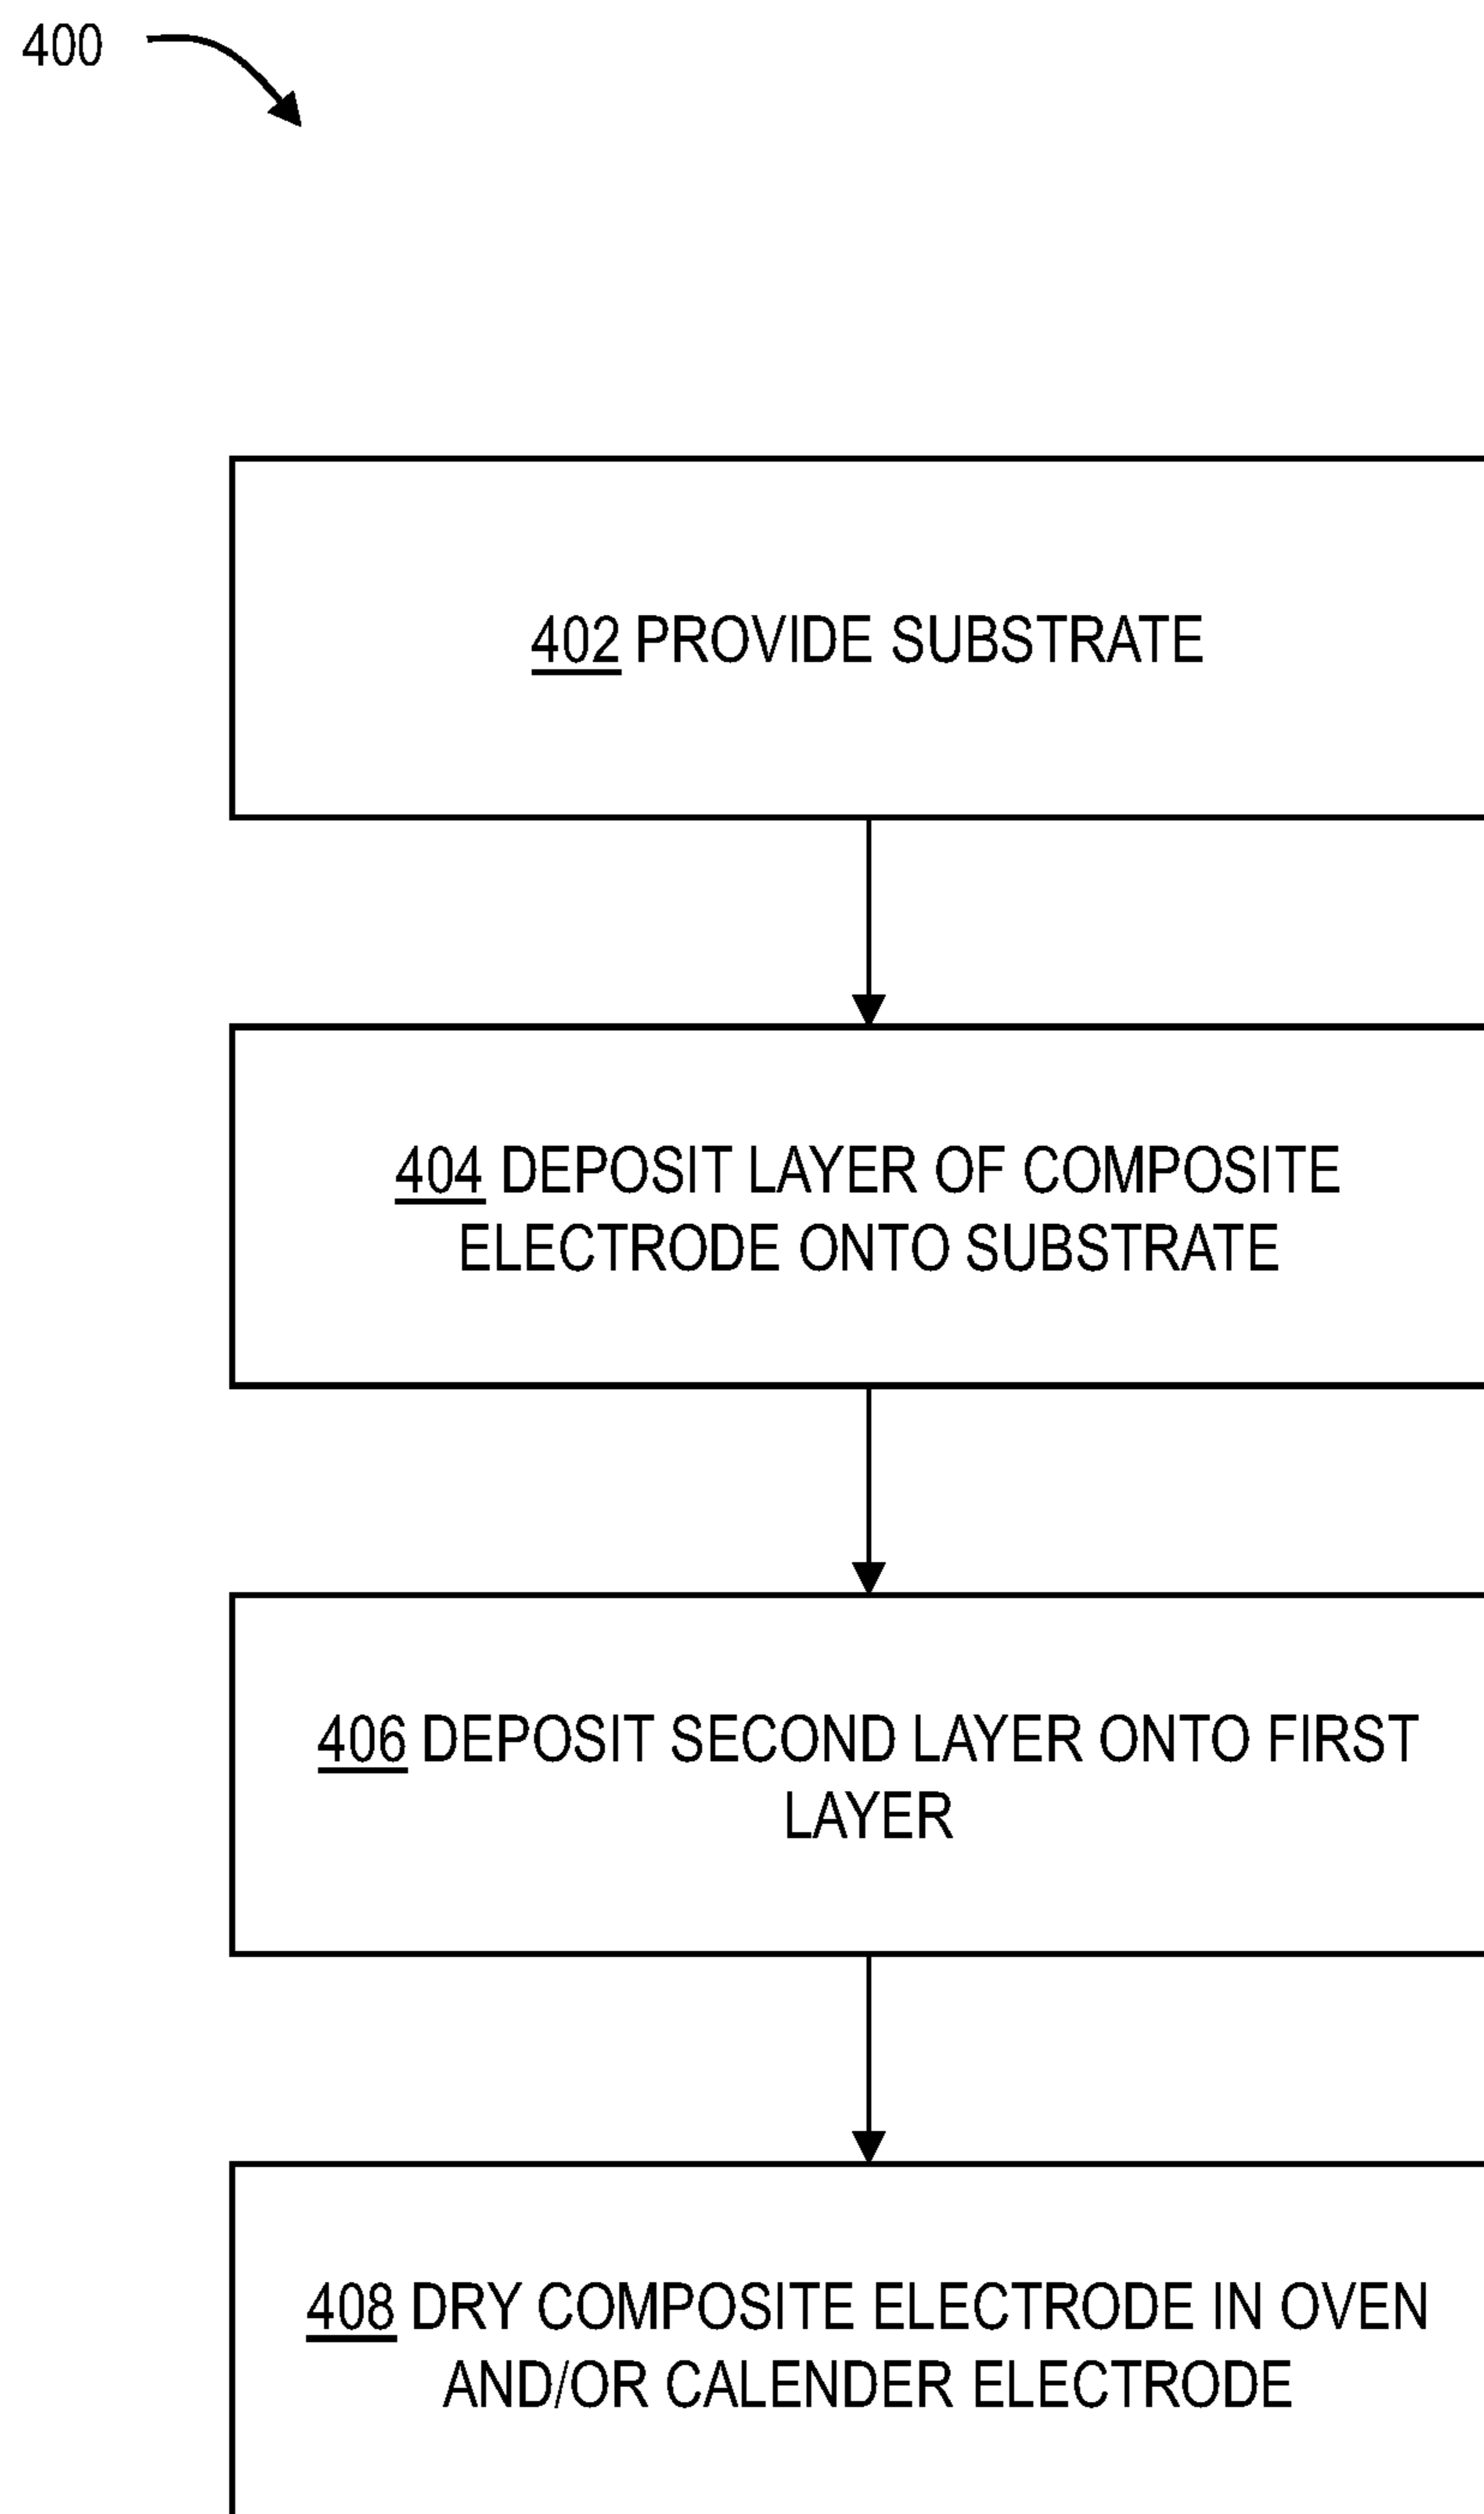 400
402 PROVIDE SUBSTRATE
404 DEPOSIT LAYER OF COMPOSITE
ELECTRODE ONTO SUBSTRATE
406 DEPOSIT SECOND LAYER ONTO FIRST
LAYER
408 DRY COMPOSITE ELECTRODE IN OVEN
AND/OR CALENDER ELECTRODE